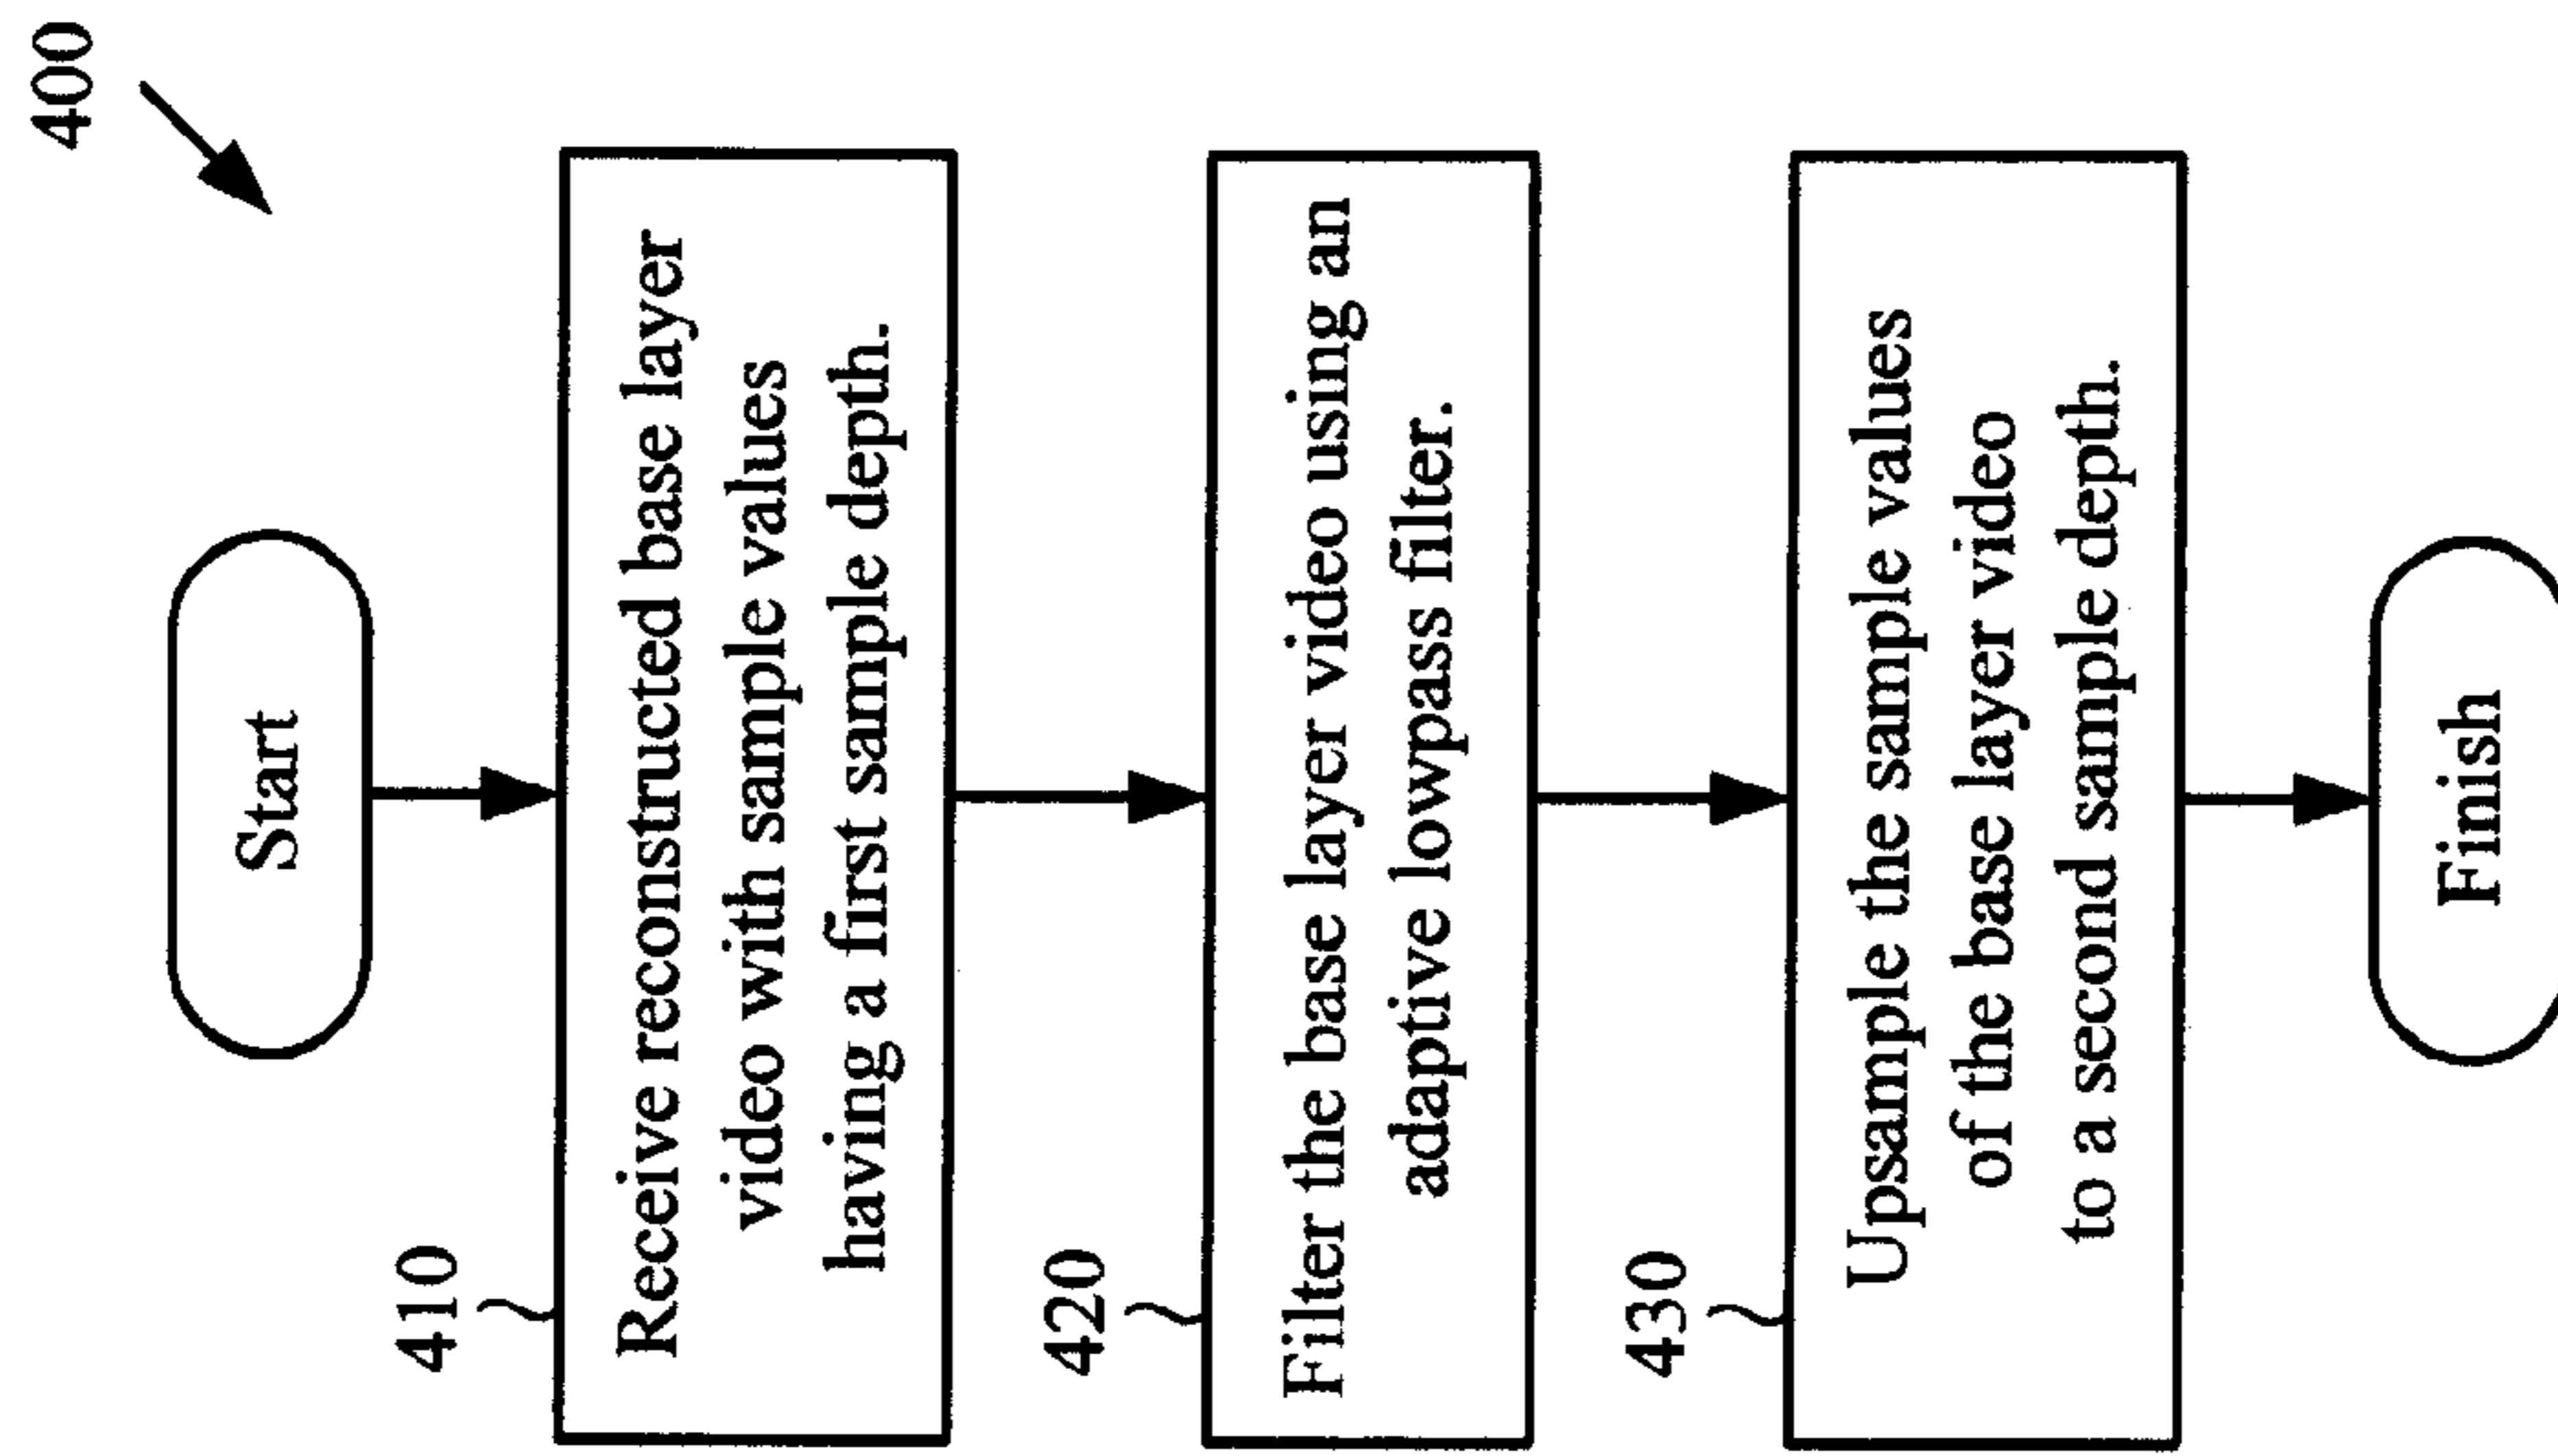 400
Start
410
Receive reconstructed base layer
video with sample values
having a first sample depth.
420
Filter the base layer video using an
adaptive lowpass filter.
430
Upsample the sample values
of the base layer video
to a second sample depth.
Finish